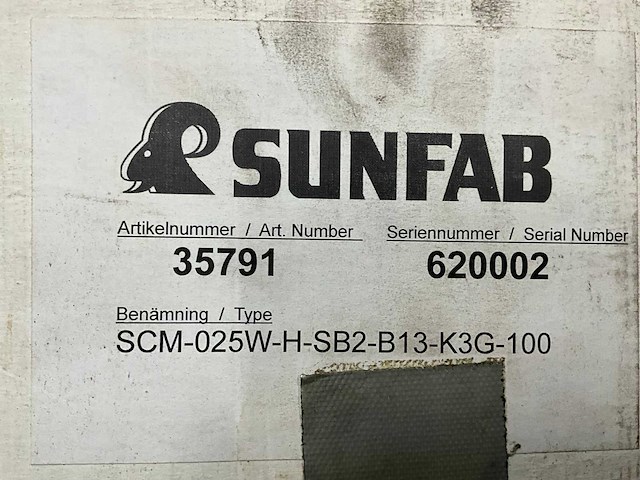 SUNFAB
Artikelnummer / Art. Number Seriennummer / Serial Number
35791 620002
Benämning / Type
SCM-025W-H-SB2-B13-K3G-100